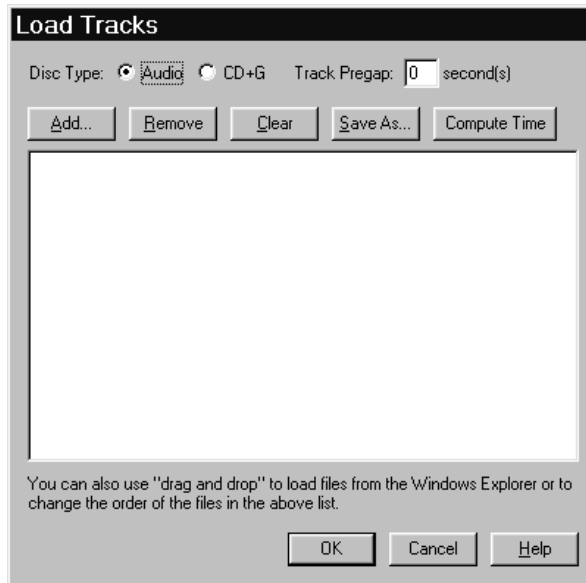 Load Tracks
Disc Type: Audio CD+G Track Pregap: 0 second(s)
Add... Remove Clear Save As... Compute Time
You can also use "drag and drop" to load files from the Windows Explorer or to
change the order of the files in the above list.
OK Cancel Help